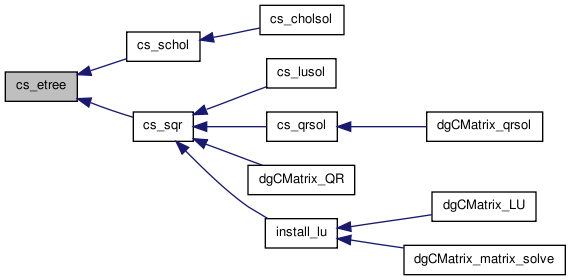 cs_cholsol
cs_schol
cs_lusol
cs_etree
cs_sqr
cs_qrsol
dgCMatrix_qrsol
dgCMatrix_QR
dgCMatrix_LU
install_lu
dgCMatrix_matrix_solve